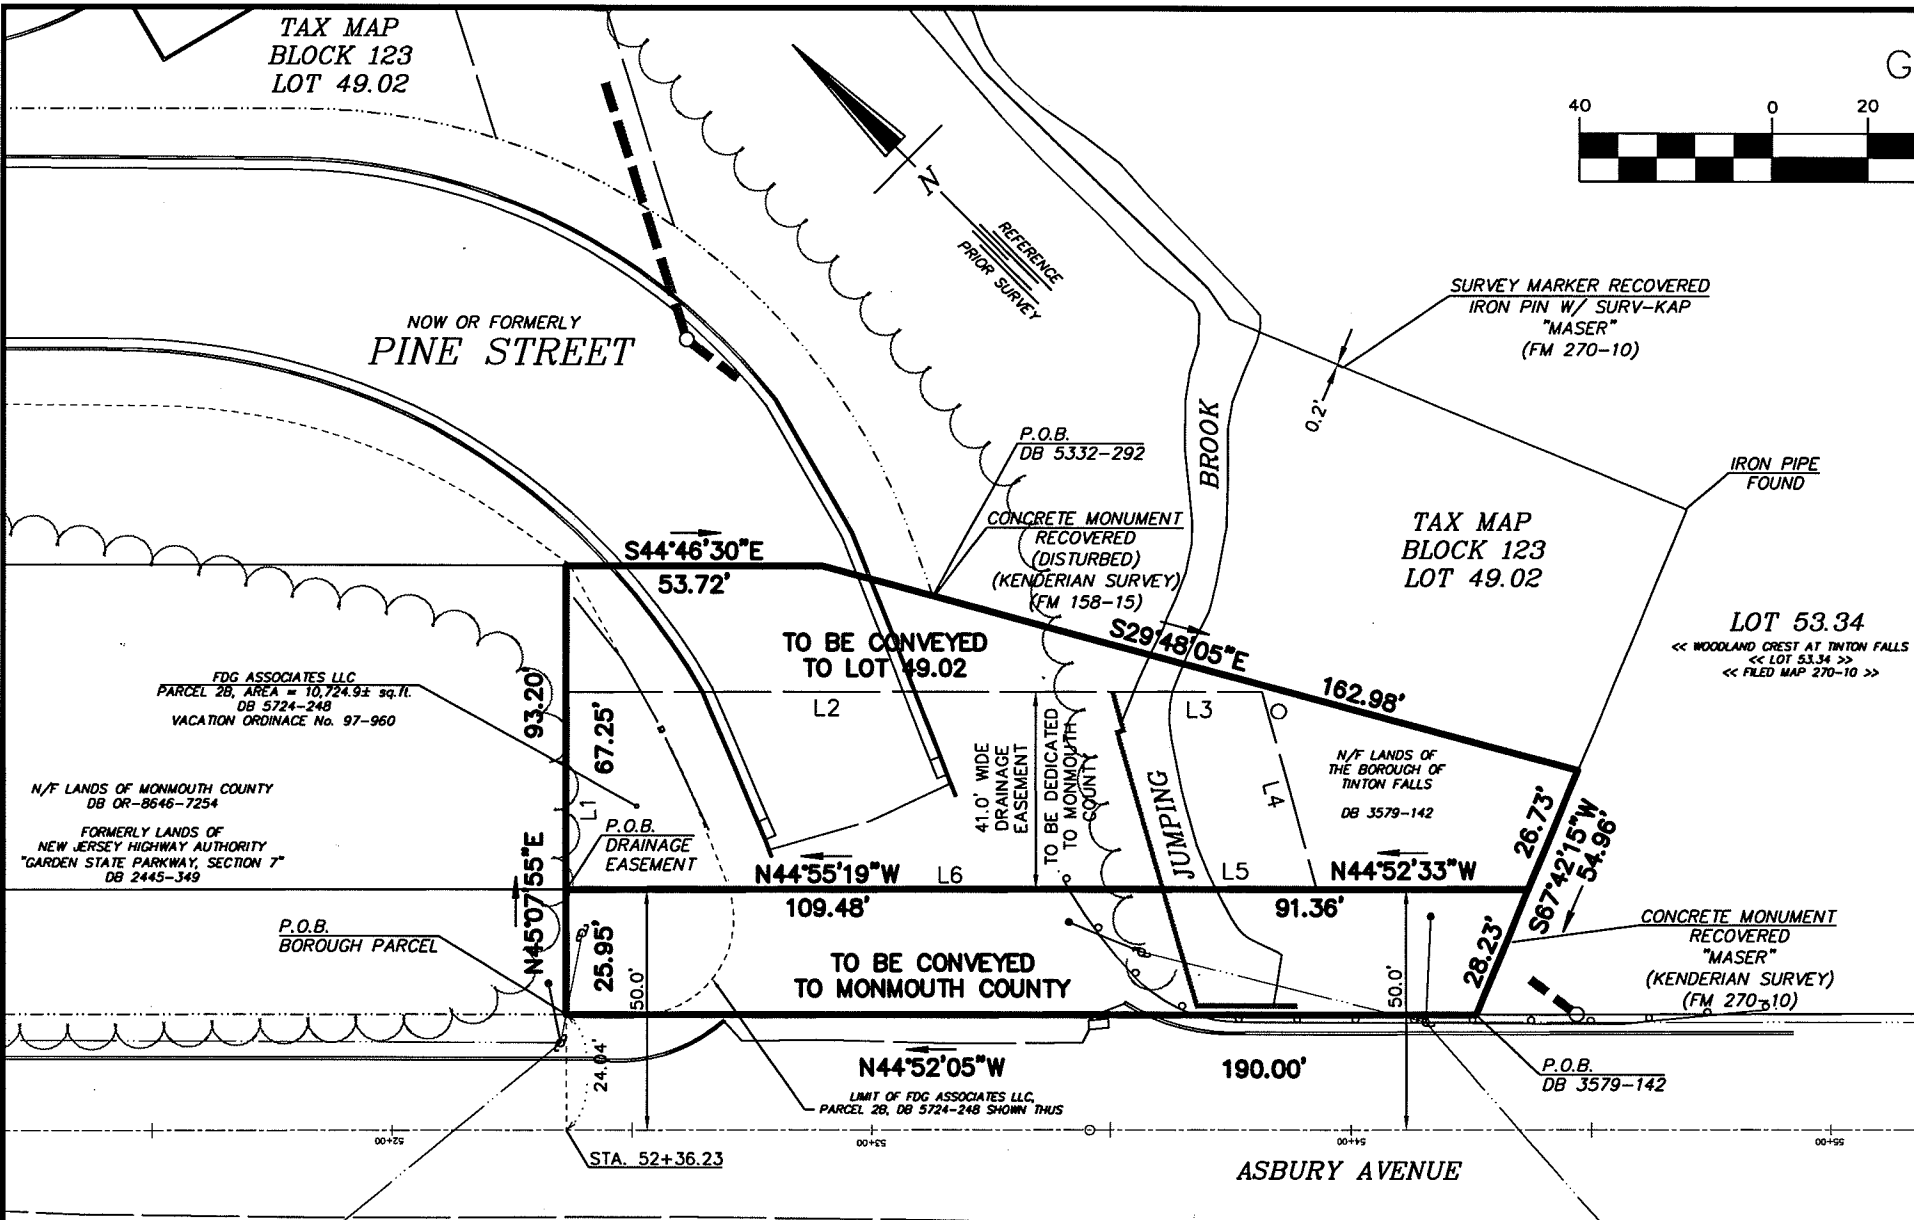 TAX MAP
BLOCK 123
LOT 49.02
G
40 0 20
N
REFERENCE
PRIOR SURVEY
SURVEY MARKER RECOVERED
IRON PIN W/ SURV-KAP
"MASER"
(FM 270-10)
0.2'
NOW OR FORMERLY
PINE STREET
P.O.B.
DB 5332-292
BROOK
IRON PIPE
FOUND
CONCRETE MONUMENT
RECOVERED
(DISTURBED)
(KENDERIAN SURVEY)
(FM 158-15)
TAX MAP
BLOCK 123
LOT 49.02
S44°46'30"E
53.72'
S29°48'05"E
162.98'
LOT 53.34
<< WOODLAND CREST AT TINTON FALLS
<< LOT 53.34 >>
<< FILED MAP 270-10 >>
TO BE CONVEYED
TO LOT 49.02
FDG ASSOCIATES LLC
PARCEL 2B, AREA = 10,724.9± sq.ft.
DB 5724-248
VACATION ORDINACE No. 97-960
93.20'
67.25'
L1
L2
L3
L4
41.0' WIDE
DRAINAGE
EASEMENT
TO BE DEDICATED
TO MONMOUTH
COUNTY
N/F LANDS OF
THE BOROUGH OF
TINTON FALLS
DB 3579-142
JUMPING
N/F LANDS OF MONMOUTH COUNTY
DB OR-8646-7254
FORMERLY LANDS OF
NEW JERSEY HIGHWAY AUTHORITY
"GARDEN STATE PARKWAY, SECTION 7"
DB 2445-349
P.O.B.
DRAINAGE
EASEMENT
N45°07'55"E
26.73'
S67°42'15"W
54.96'
N44°55'19"W
L6
109.48'
L5
N44°52'33"W
91.36'
28.23'
P.O.B.
BOROUGH PARCEL
25.95'
50.0'
TO BE CONVEYED
TO MONMOUTH COUNTY
50.0'
CONCRETE MONUMENT
RECOVERED
"MASER"
(KENDERIAN SURVEY)
(FM 270-10)
24.04'
N44°52'05"W
190.00'
P.O.B.
DB 3579-142
LIMIT OF FDG ASSOCIATES LLC,
PARCEL 2B, DB 5724-248 SHOWN THUS
52+00
53+00
54+00
55+00
STA. 52+36.23
ASBURY AVENUE